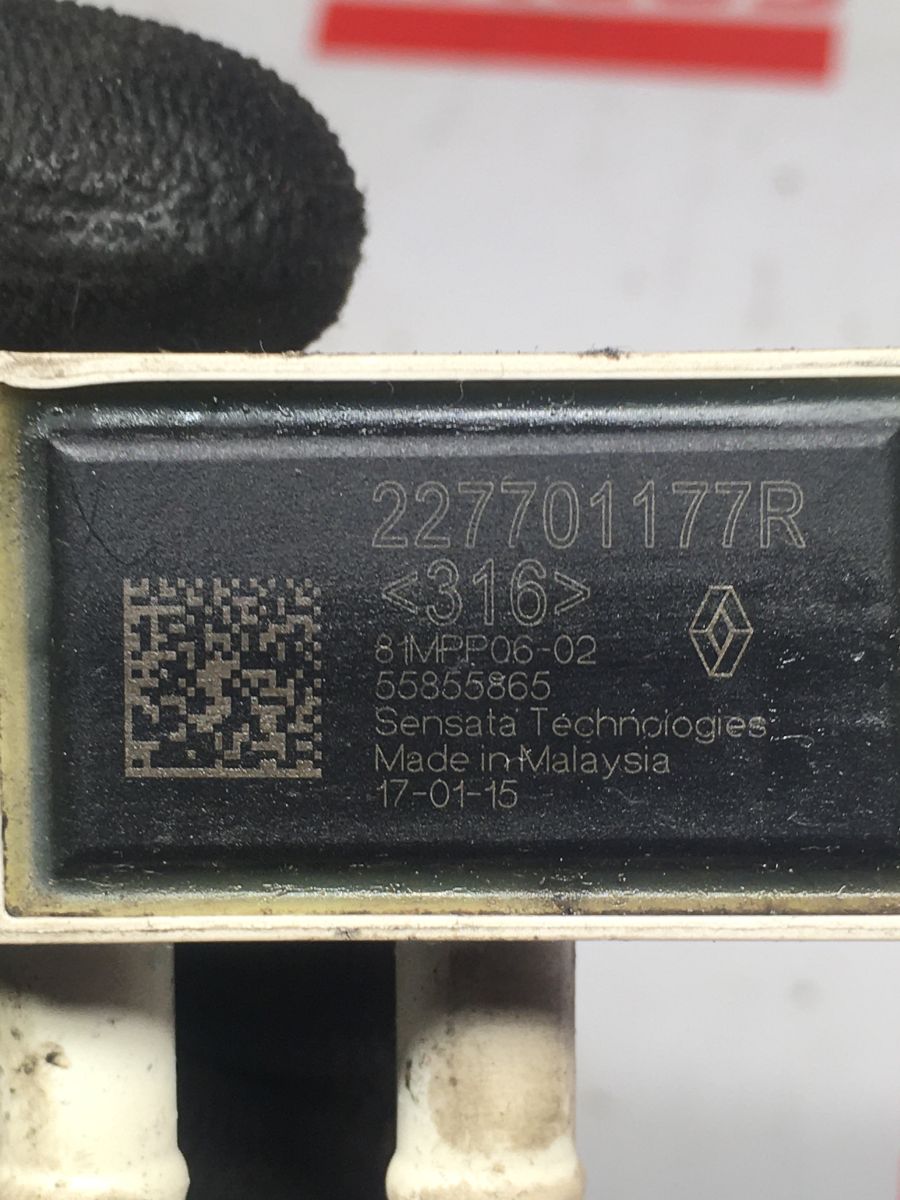 227701177R
<316>
81MPP06-02
55855865
Sensata Technologies
Made in Malaysia
17-01-15